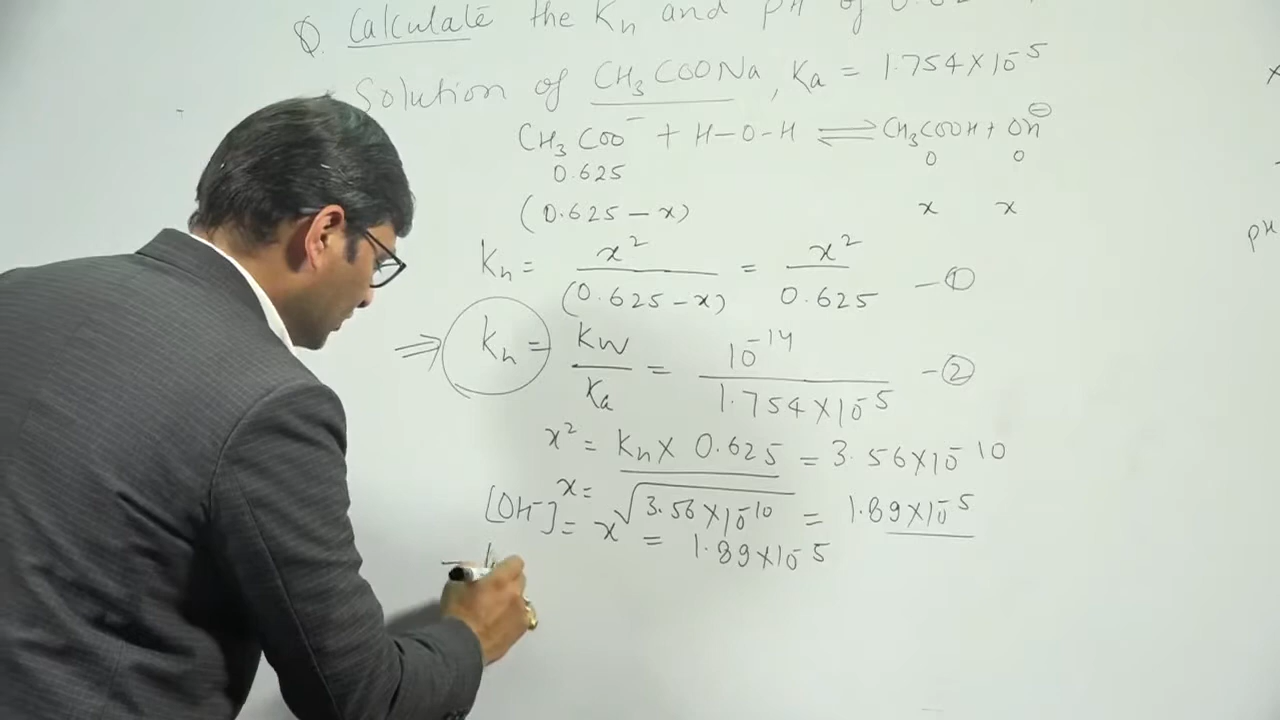 Q. Calculate the Kn and pH of 0.62
Solution of CH₃COONa, Ka = 1.754×10⁻⁵
CH₃COO⁻ + H-O-H ⇌ CH₃COOH + OH⊖
0.625 0 0
(0.625 - x) x x
Kn = x² / (0.625 - x) = x² / 0.625 - ①
⇒ Kn = Kw / Ka = 10⁻¹⁴ / 1.754×10⁻⁵ - ②
x² = Kn × 0.625 = 3.56×10⁻¹⁰
x = √3.56×10⁻¹⁰ = 1.89×10⁻⁵
[OH⁻] = x = 1.89×10⁻⁵
x
pH